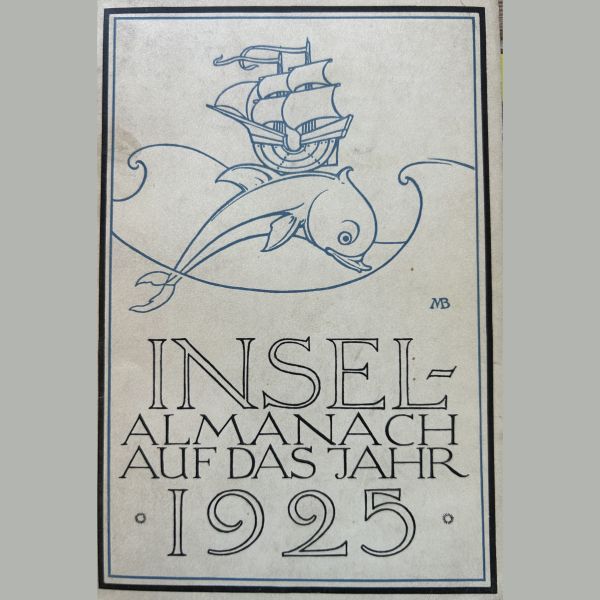 MB
INSEL-
ALMANACH
AUF DAS JAHR
1925